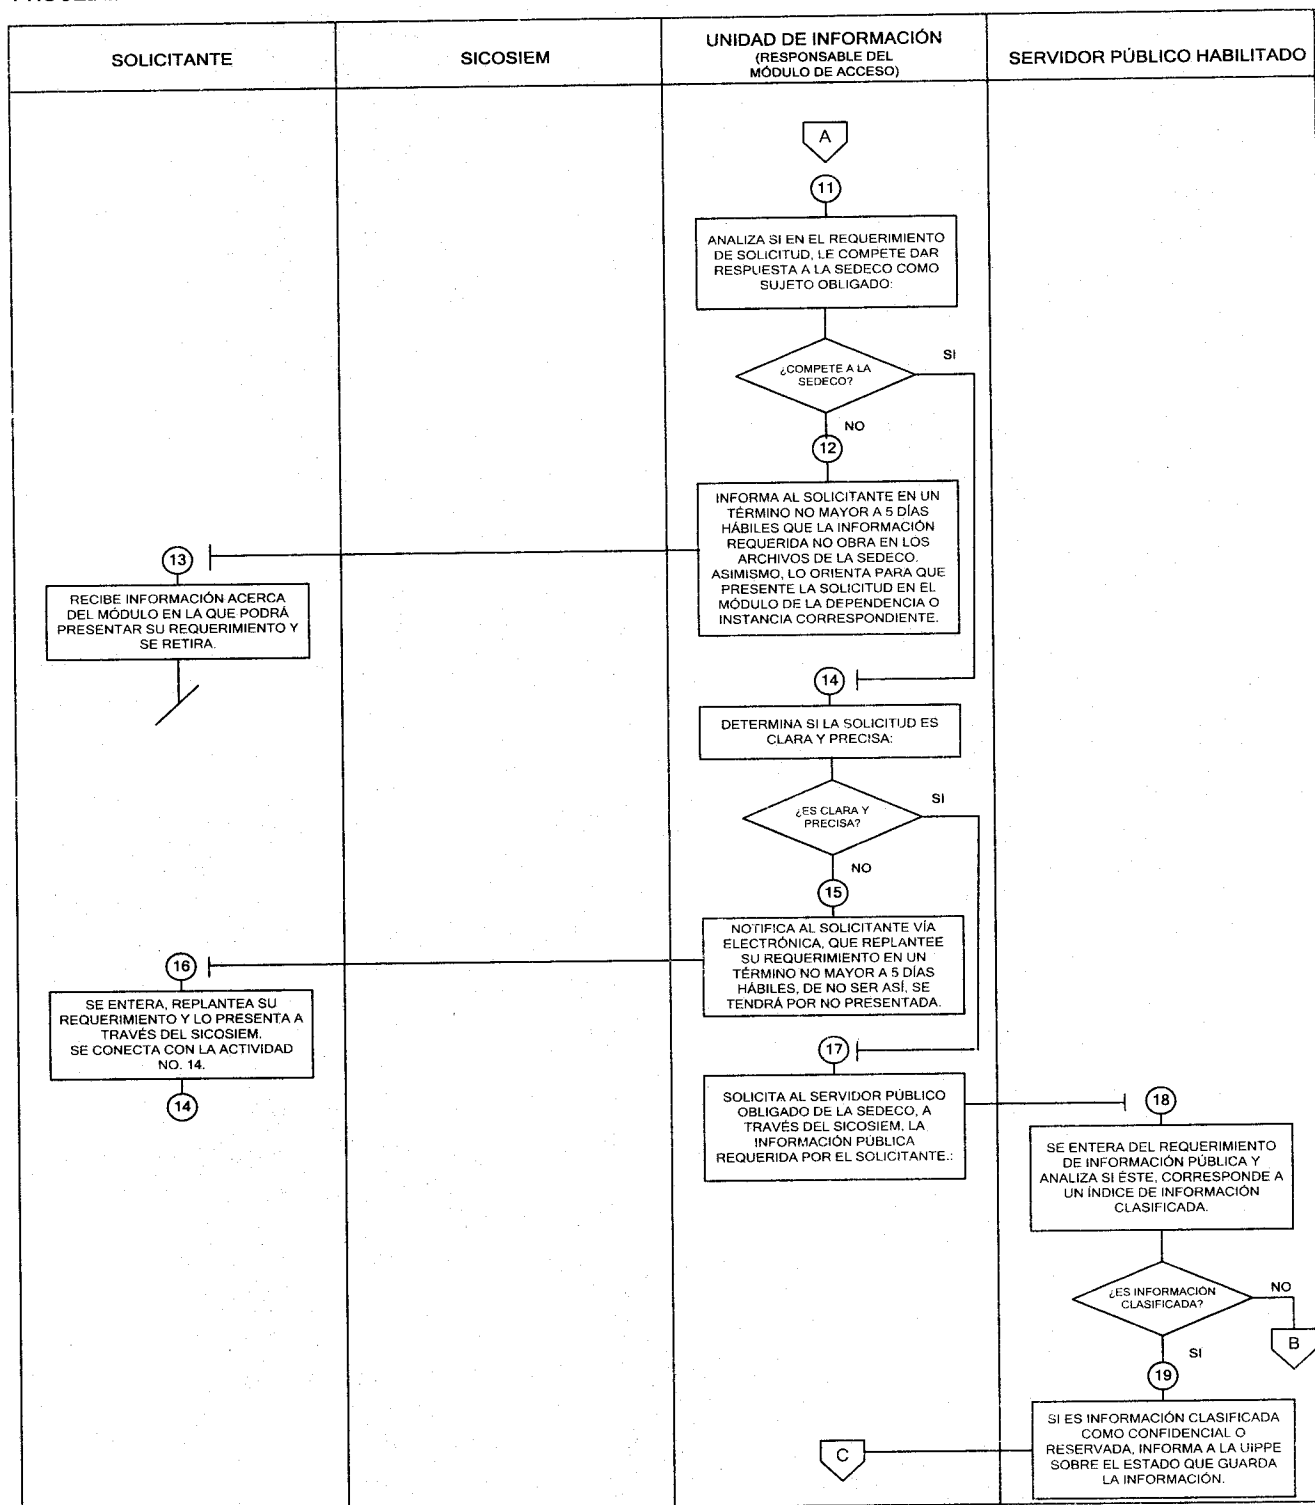 SOLICITANTE
SICOSIEM
UNIDAD DE INFORMACIÓN
(RESPONSABLE DEL
MÓDULO DE ACCESO)
SERVIDOR PÚBLICO HABILITADO
A
11
ANALIZA SI EN EL REQUERIMIENTO
DE SOLICITUD, LE COMPETE DAR
RESPUESTA A LA SEDECO COMO
SUJETO OBLIGADO:
¿COMPETE A LA
SEDECO?
SI
NO
12
INFORMA AL SOLICITANTE EN UN
TÉRMINO NO MAYOR A 5 DÍAS
HÁBILES QUE LA INFORMACIÓN
REQUERIDA NO OBRA EN LOS
ARCHIVOS DE LA SEDECO.
ASIMISMO, LO ORIENTA PARA QUE
PRESENTE LA SOLICITUD EN EL
MÓDULO DE LA DEPENDENCIA O
INSTANCIA CORRESPONDIENTE.
13
RECIBE INFORMACIÓN ACERCA
DEL MÓDULO EN LA QUE PODRÁ
PRESENTAR SU REQUERIMIENTO Y
SE RETIRA.
14
DETERMINA SI LA SOLICITUD ES
CLARA Y PRECISA:
¿ES CLARA Y
PRECISA?
SI
NO
15
NOTIFICA AL SOLICITANTE VÍA
ELECTRÓNICA, QUE REPLANTEE
SU REQUERIMIENTO EN UN
TÉRMINO NO MAYOR A 5 DÍAS
HÁBILES, DE NO SER ASÍ, SE
TENDRÁ POR NO PRESENTADA.
16
SE ENTERA, REPLANTEA SU
REQUERIMIENTO Y LO PRESENTA A
TRAVÉS DEL SICOSIEM.
SE CONECTA CON LA ACTIVIDAD
NO. 14.
14
17
SOLICITA AL SERVIDOR PÚBLICO
OBLIGADO DE LA SEDECO, A
TRAVÉS DEL SICOSIEM, LA
INFORMACIÓN PÚBLICA
REQUERIDA POR EL SOLICITANTE.:
18
SE ENTERA DEL REQUERIMIENTO
DE INFORMACIÓN PÚBLICA Y
ANALIZA SI ÉSTE, CORRESPONDE A
UN ÍNDICE DE INFORMACIÓN
CLASIFICADA.
¿ES INFORMACIÓN
CLASIFICADA?
NO
B
SI
19
SI ES INFORMACIÓN CLASIFICADA
COMO CONFIDENCIAL O
RESERVADA, INFORMA A LA UIPPE
SOBRE EL ESTADO QUE GUARDA
LA INFORMACIÓN.
C